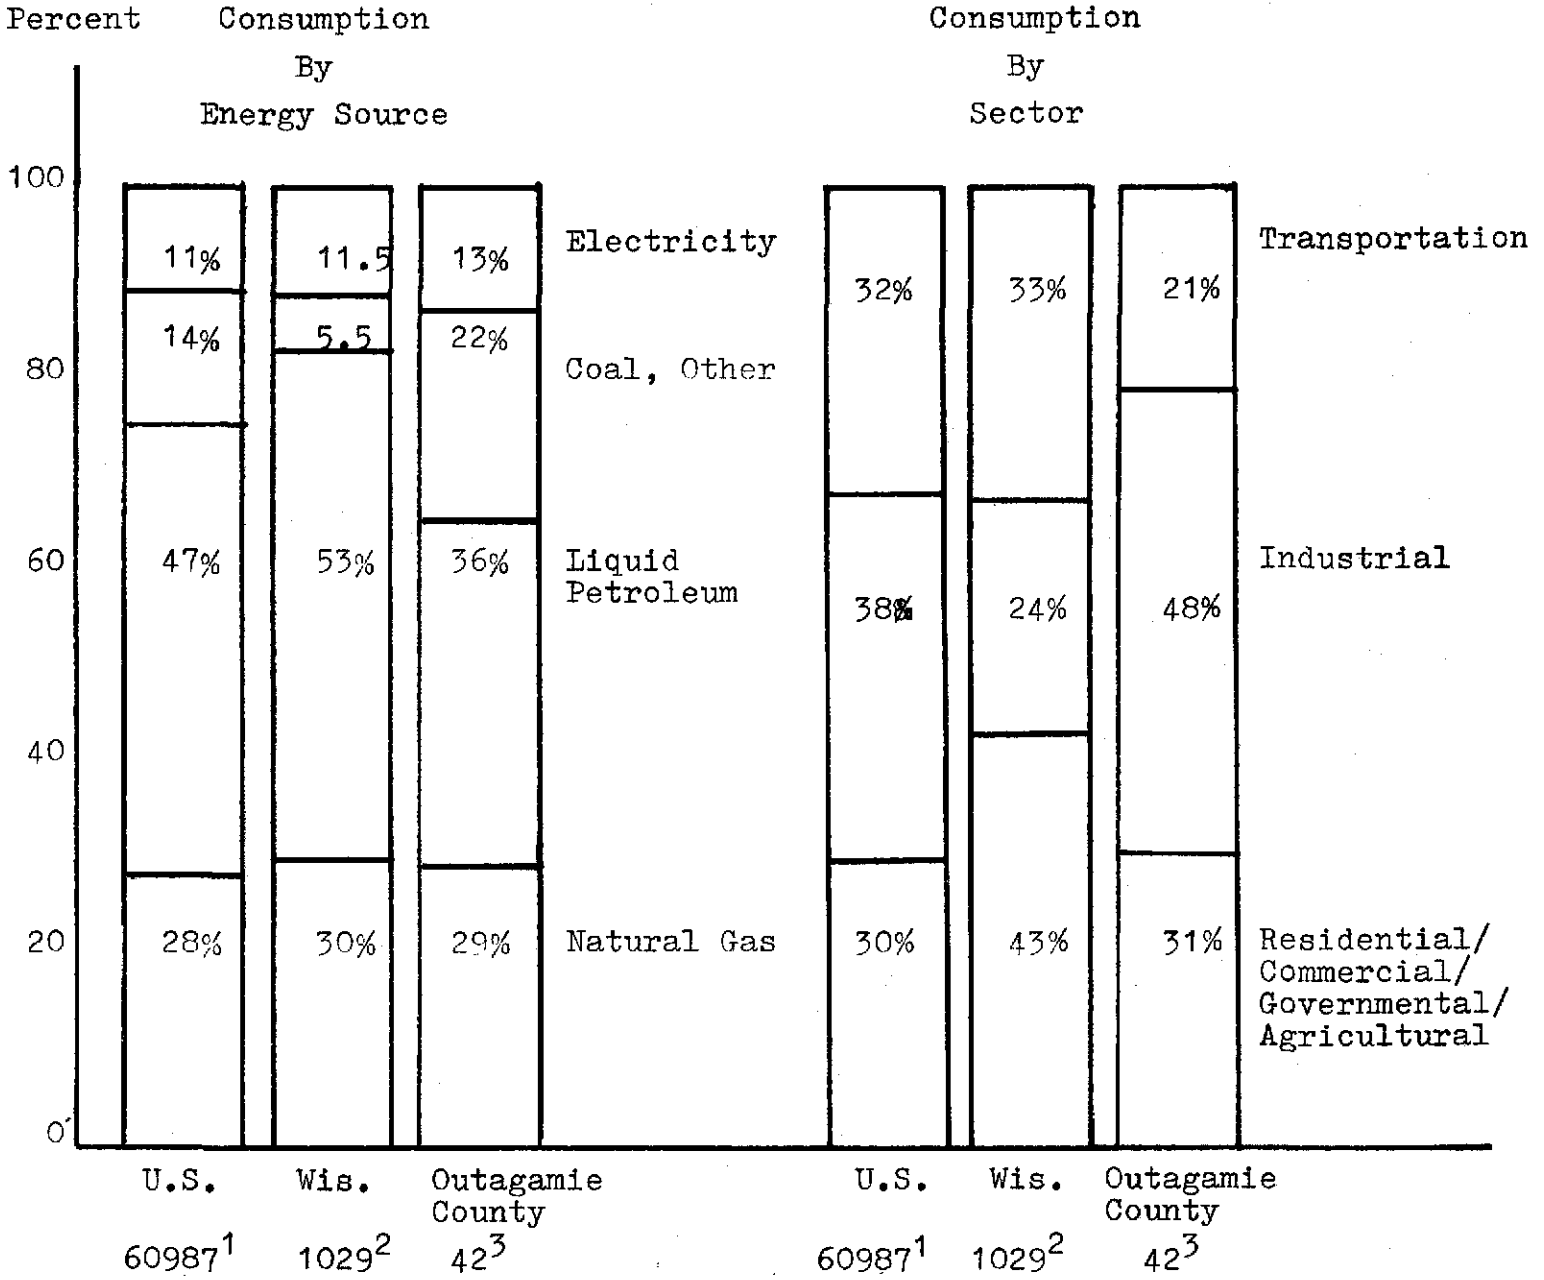 Percent Consumption Consumption
By By
Energy Source Sector
100
11% 11.5 13% Electricity 32% 33% 21% Transportation
14% 5.5 22%
80 Coal, Other
60 47% 53% 36% Liquid Industrial
Petroleum 38% 24% 48%
40
20 28% 30% 29% Natural Gas 30% 43% 31% Residential/
Commercial/
Governmental/
Agricultural
0
U.S. Wis. Outagamie U.S. Wis. Outagamie
County County
60987¹ 1029² 42³ 60987¹ 1029² 42³